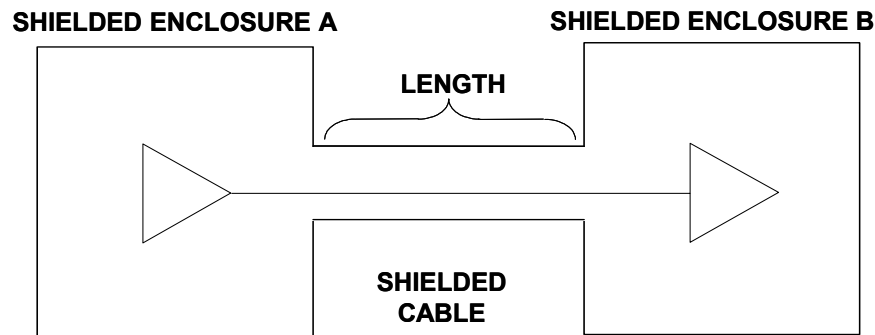 SHIELDED ENCLOSURE A
SHIELDED ENCLOSURE B
LENGTH
SHIELDED
CABLE